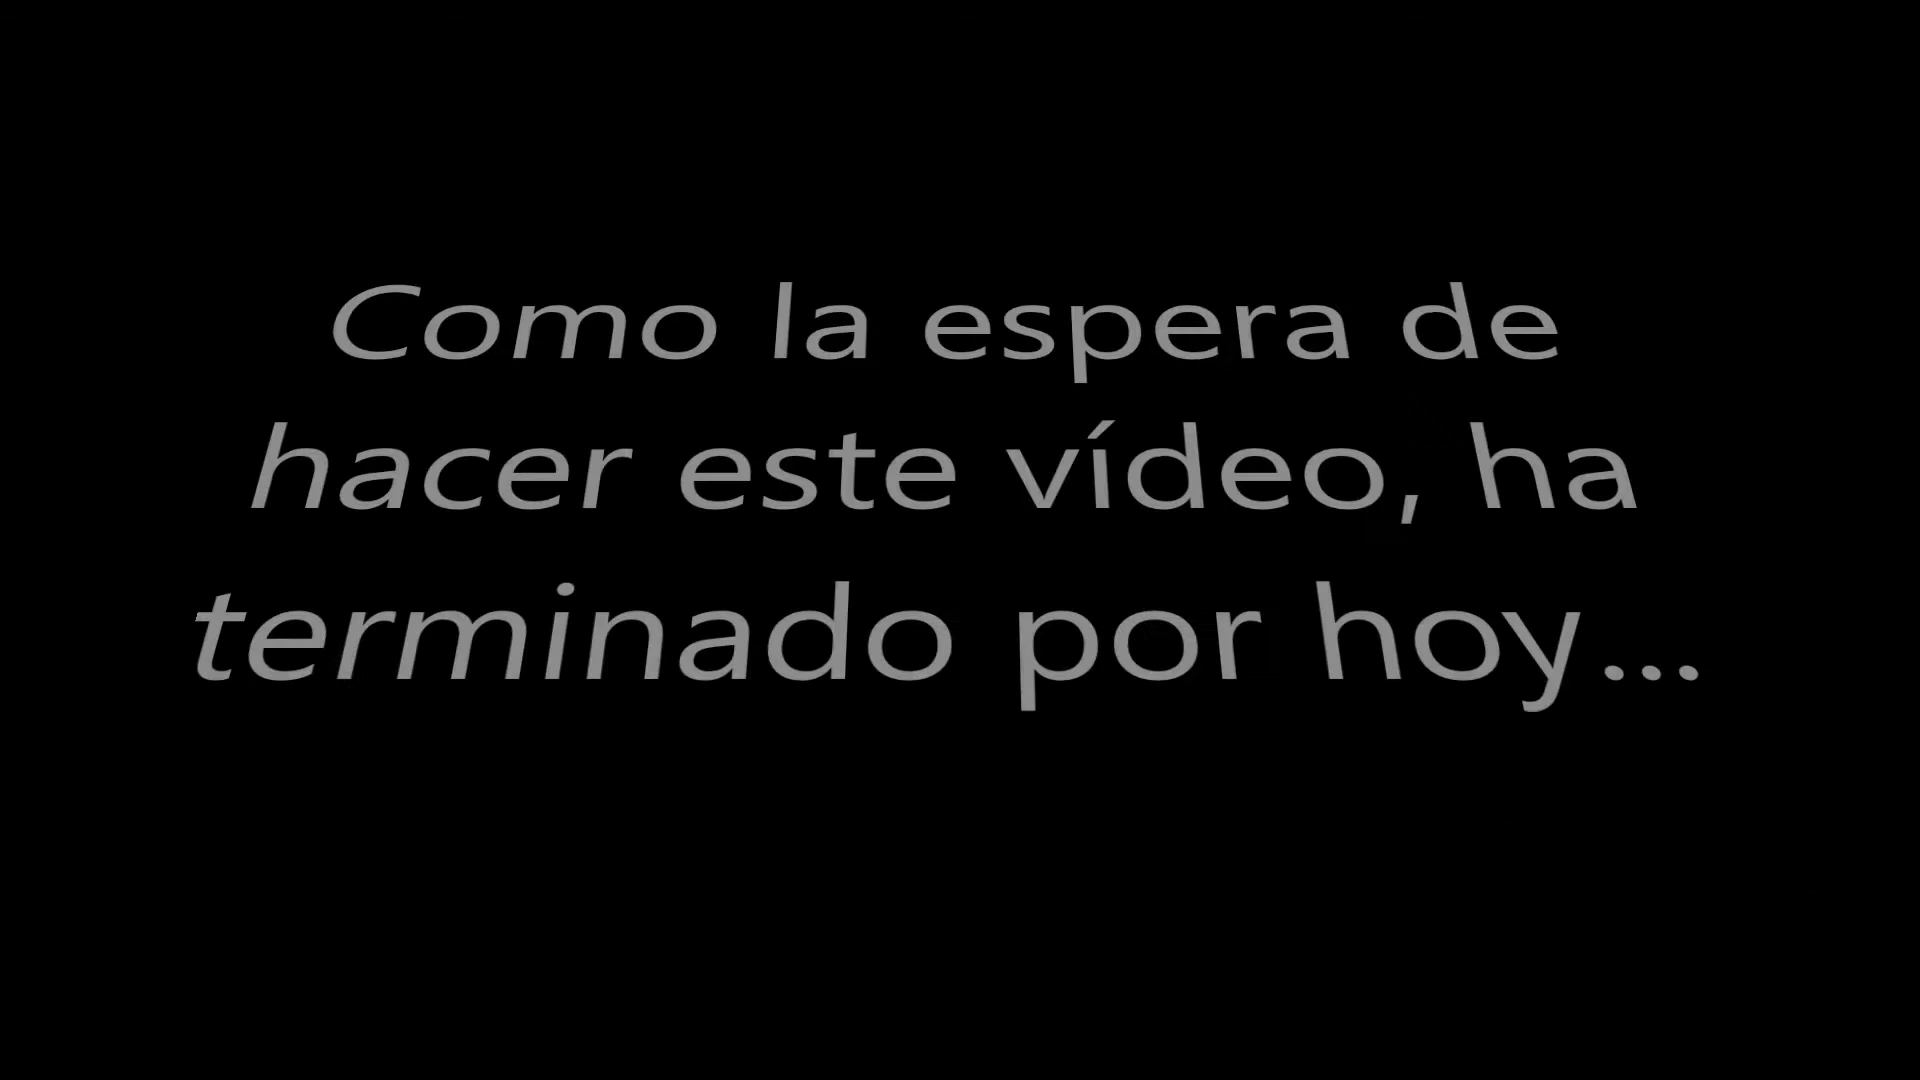 Como la espera de
hacer este vídeo, ha
terminado por hoy...